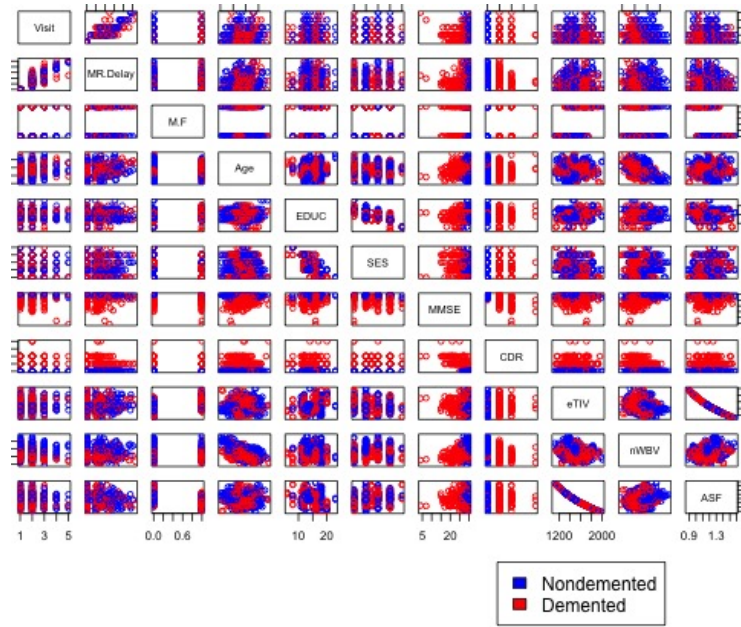 Visit
MR.Delay
M.F
Age
EDUC
SES
MMSE
CDR
eTIV
nWBV
ASF
1 3 5 0.0 0.6 10 20 5 20 1200 2000 0.9 1.3
Nondemented
Demented